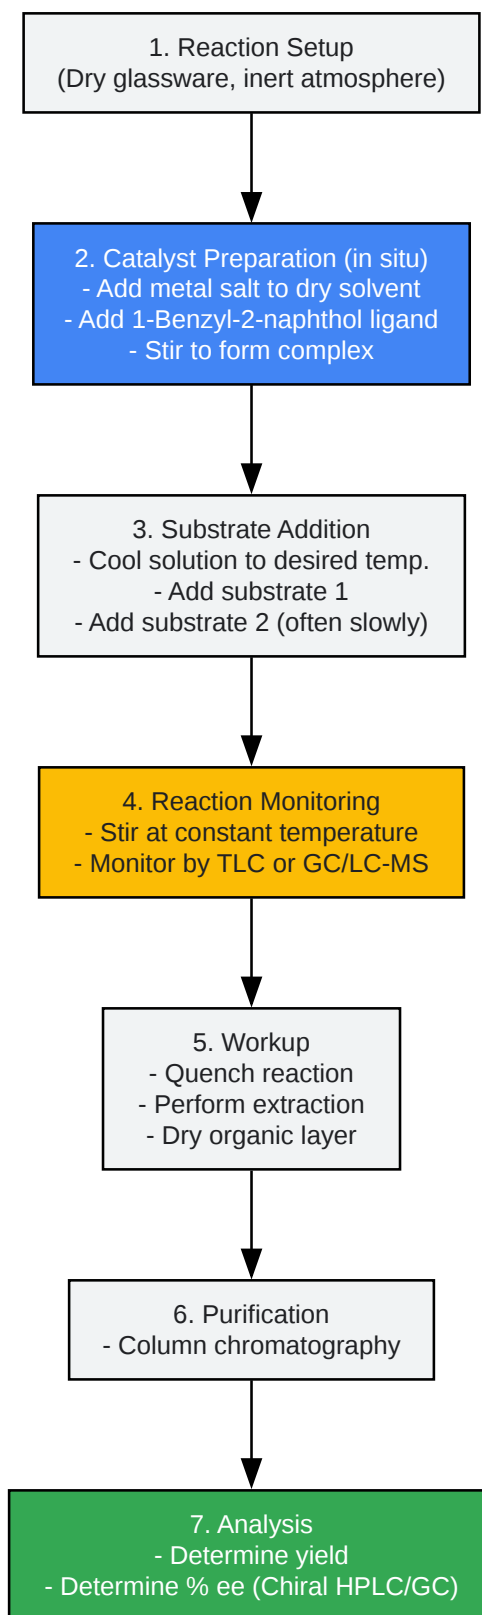 1. Reaction Setup
(Dry glassware, inert atmosphere)
2. Catalyst Preparation (in situ)
- Add metal salt to dry solvent
- Add 1-Benzyl-2-naphthol ligand
- Stir to form complex
3. Substrate Addition
- Cool solution to desired temp.
- Add substrate 1
- Add substrate 2 (often slowly)
4. Reaction Monitoring
- Stir at constant temperature
- Monitor by TLC or GC/LC-MS
5. Workup
- Quench reaction
- Perform extraction
- Dry organic layer
6. Purification
- Column chromatography
7. Analysis
- Determine yield
- Determine % ee (Chiral HPLC/GC)